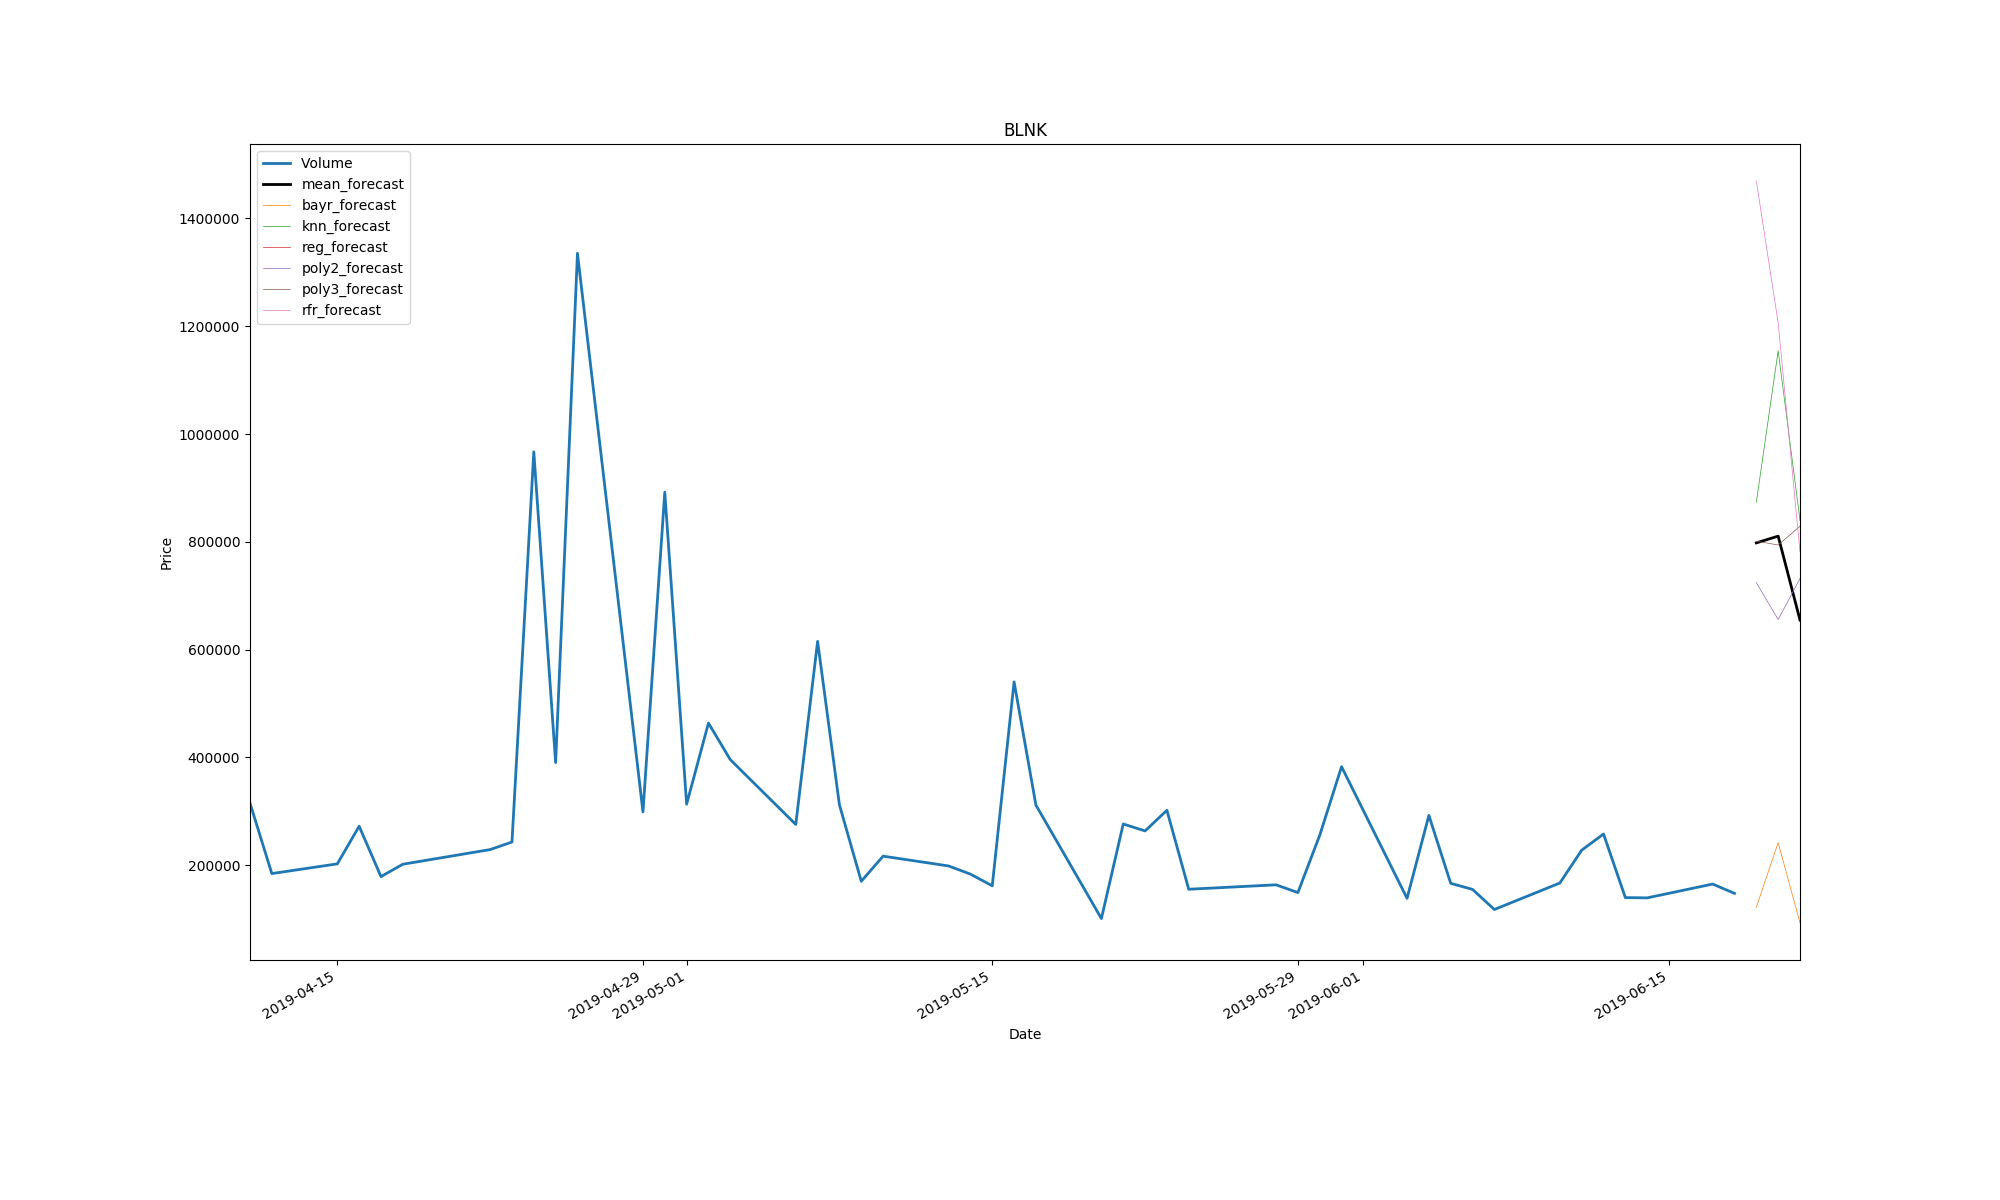 BLNK
Volume
mean_forecast
bayr_forecast
knn_forecast
reg_forecast
poly2_forecast
poly3_forecast
rfr_forecast
1400000
1200000
1000000
800000
600000
400000
200000
Price
2019-04-15
2019-04-29
2019-05-01
2019-05-15
2019-05-29
2019-06-01
2019-06-15
Date